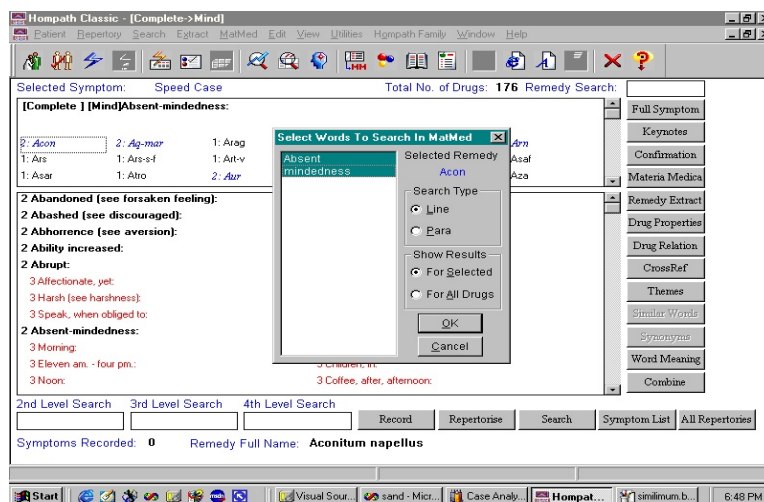 Hompath Classic - [Complete->Mind]
Patient Repertory Search Extract MatMed Edit View Utilities Hompath Family Window Help
Selected Symptom: Speed Case Total No. of Drugs: 176 Remedy Search:
[Complete ] [Mind]Absent-mindedness:
2: Acon 2: Ag-mar 1: Arag Arn
1: Ars 1: Ars-s-f 1: Art-v Asaf
1: Asar 1: Atro 2: Aur Aza
Select Words To Search In MatMed
Absent
mindedness
Selected Remedy
Acon
Search Type
Line
Para
Show Results
For Selected
For All Drugs
OK
Cancel
2 Abandoned (see forsaken feeling):
2 Abashed (see discouraged):
2 Abhorrence (see aversion):
2 Ability increased:
2 Abrupt:
3 Affectionate, yet:
3 Harsh (see harshness):
3 Speak, when obliged to:
2 Absent-mindedness:
3 Morning:
3 Eleven am. - four pm.: 3 Children, in:
3 Noon: 3 Coffee, after, afternoon:
Full Symptom
Keynotes
Confirmation
Materia Medica
Remedy Extract
Drug Properties
Drug Relation
CrossRef
Themes
Similar Words
Synonyms
Word Meaning
Combine
2nd Level Search 3rd Level Search 4th Level Search
Record Repertorise Search Symptom List All Repertories
Symptoms Recorded: 0 Remedy Full Name: Aconitum napellus
Start Visual Sour... sand - Micr... Case Analy... Hompat... similimum.b... 6:48 PM